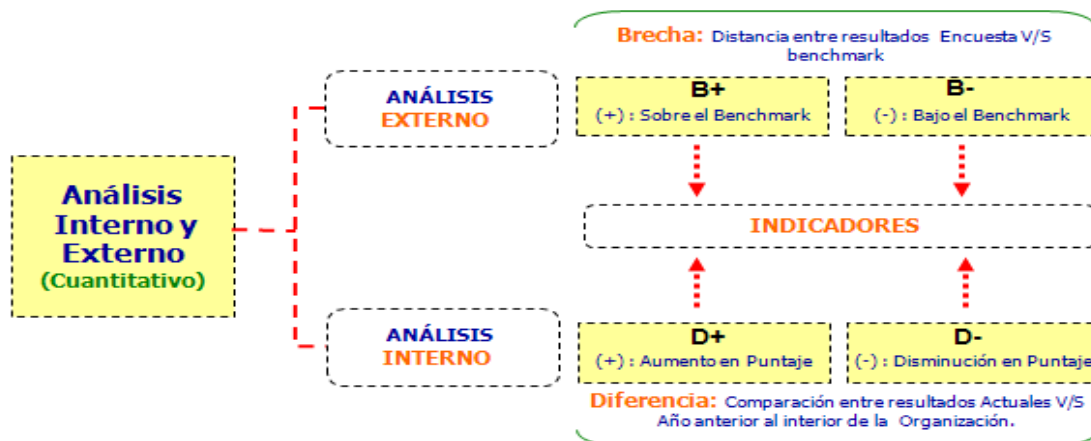 Brecha: Distancia entre resultados Encuesta V/S
benchmark
ANÁLISIS
EXTERNO
B+
(+) : Sobre el Benchmark
B-
(-) : Bajo el Benchmark
Análisis
Interno y
Externo
(Cuantitativo)
INDICADORES
ANÁLISIS
INTERNO
D+
(+) : Aumento en Puntaje
D-
(-) : Disminución en Puntaje
Diferencia: Comparación entre resultados Actuales V/S
Año anterior al interior de la Organización.